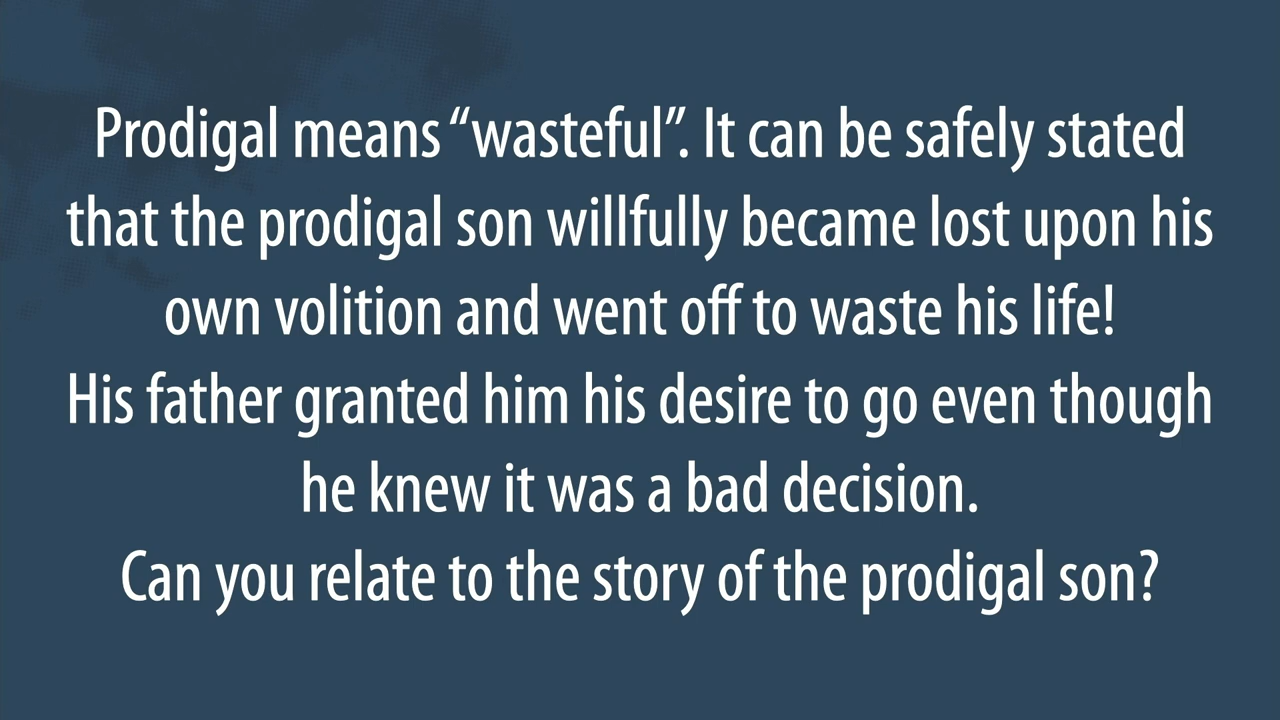 Prodigal means “wasteful”. It can be safely stated
that the prodigal son willfully became lost upon his
own volition and went off to waste his life!
His father granted him his desire to go even though
he knew it was a bad decision.
Can you relate to the story of the prodigal son?